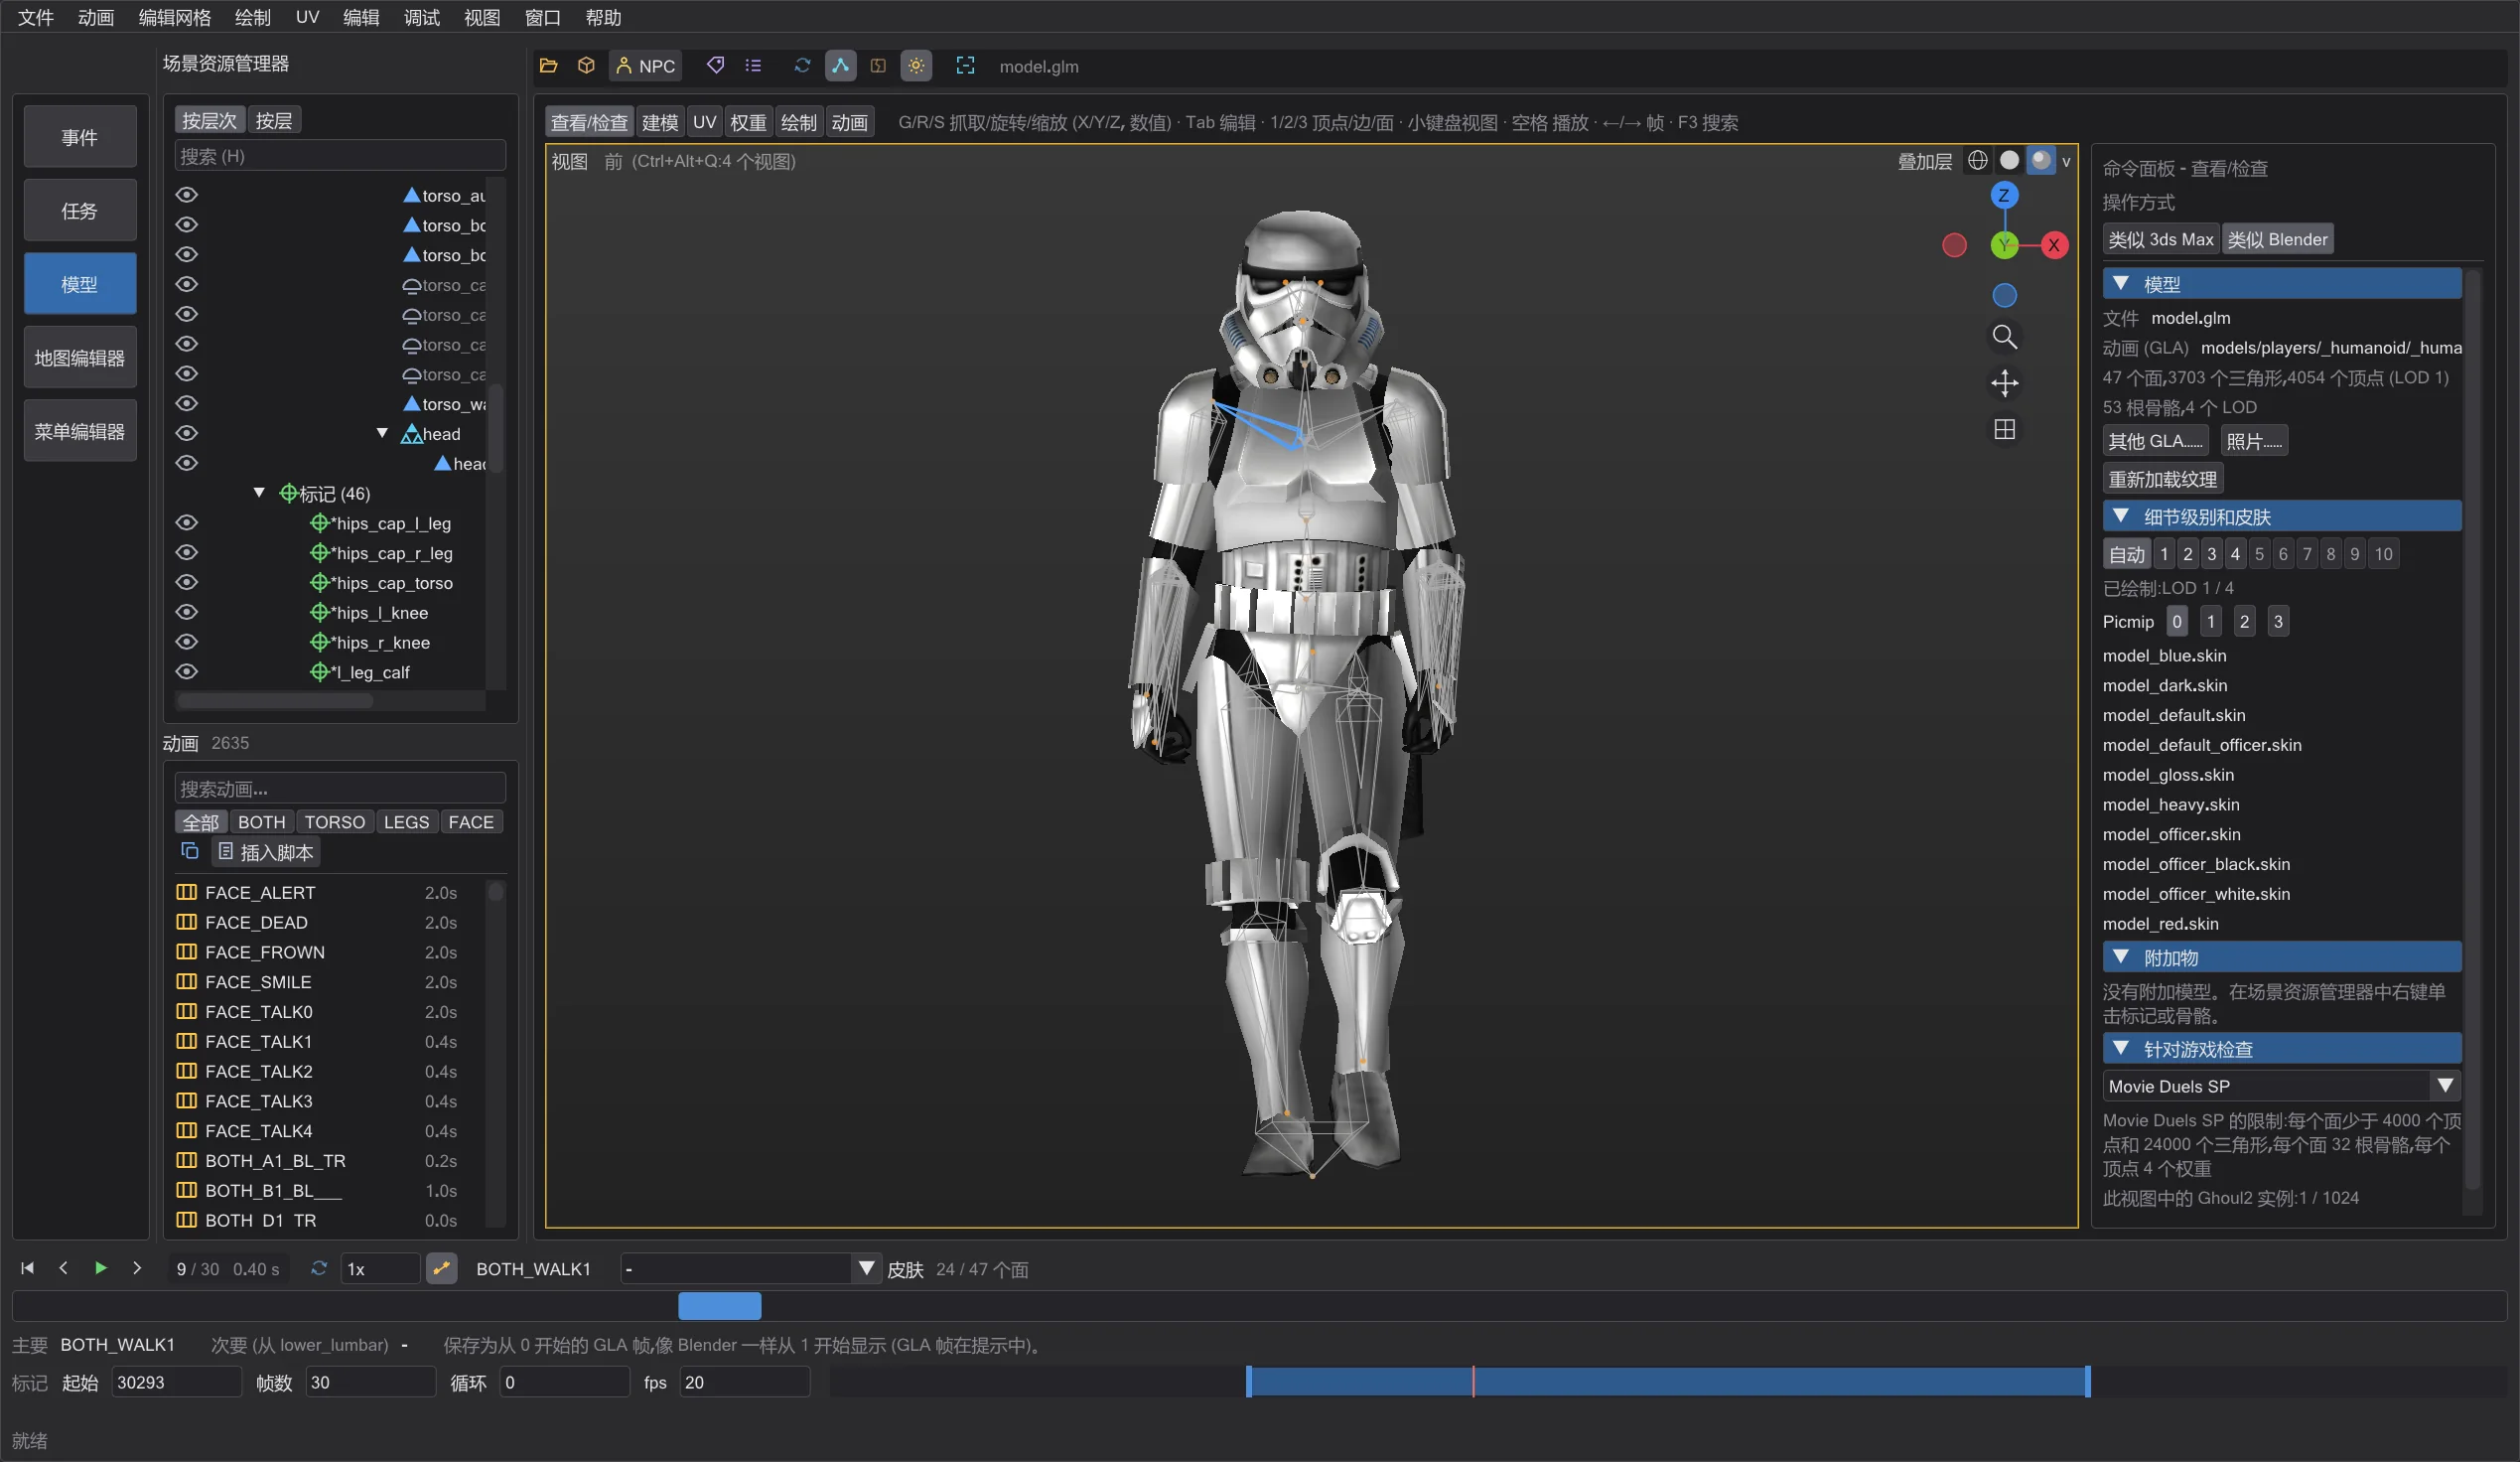 文件 动画 编辑网格 绘制 UV 编辑 调试 视图 窗口 帮助
场景资源管理器
NPC
model.glm
事件
任务
模型
地图编辑器
菜单编辑器
按层次 按层
搜索 (H)
torso_au
torso_bo
torso_bo
torso_ca
torso_ca
torso_ca
torso_ca
torso_wa
head
head
标记 (46)
*hips_cap_l_leg
*hips_cap_r_leg
*hips_cap_torso
*hips_l_knee
*hips_r_knee
*l_leg_calf
动画 2635
搜索动画...
全部 BOTH TORSO LEGS FACE
插入脚本
FACE_ALERT 2.0s
FACE_DEAD 2.0s
FACE_FROWN 2.0s
FACE_SMILE 2.0s
FACE_TALK0 2.0s
FACE_TALK1 0.4s
FACE_TALK2 0.4s
FACE_TALK3 0.4s
FACE_TALK4 0.4s
BOTH_A1_BL_TR 0.2s
BOTH_B1_BL___ 1.0s
BOTH_D1_TR 0.0s
查看/检查 建模 UV 权重 绘制 动画 G/R/S 抓取/旋转/缩放 (X/Y/Z, 数值) · Tab 编辑 · 1/2/3 顶点/边/面 · 小键盘视图 · 空格 播放 · ←/→ 帧 · F3 搜索
视图 前 (Ctrl+Alt+Q:4 个视图)
叠加层 v
Z
Y X
命令面板 - 查看/检查
操作方式
类似 3ds Max 类似 Blender
模型
文件 model.glm
动画 (GLA) models/players/_humanoid/_huma
47 个面,3703 个三角形,4054 个顶点 (LOD 1)
53 根骨骼,4 个 LOD
其他 GLA...... 照片......
重新加载纹理
细节级别和皮肤
自动 1 2 3 4 5 6 7 8 9 10
已绘制:LOD 1 / 4
Picmip 0 1 2 3
model_blue.skin
model_dark.skin
model_default.skin
model_default_officer.skin
model_gloss.skin
model_heavy.skin
model_officer.skin
model_officer_black.skin
model_officer_white.skin
model_red.skin
附加物
没有附加模型。在场景资源管理器中右键单
击标记或骨骼。
针对游戏检查
Movie Duels SP
Movie Duels SP 的限制:每个面少于 4000 个顶
点和 24000 个三角形,每个面 32 根骨骼,每个
顶点 4 个权重
此视图中的 Ghoul2 实例:1 / 1024
9 / 30 0.40 s 1x BOTH_WALK1 - 皮肤 24 / 47 个面
主要 BOTH_WALK1 次要 (从 lower_lumbar) - 保存为从 0 开始的 GLA 帧,像 Blender 一样从 1 开始显示 (GLA 帧在提示中)。
标记 起始 30293 帧数 30 循环 0 fps 20
就绪